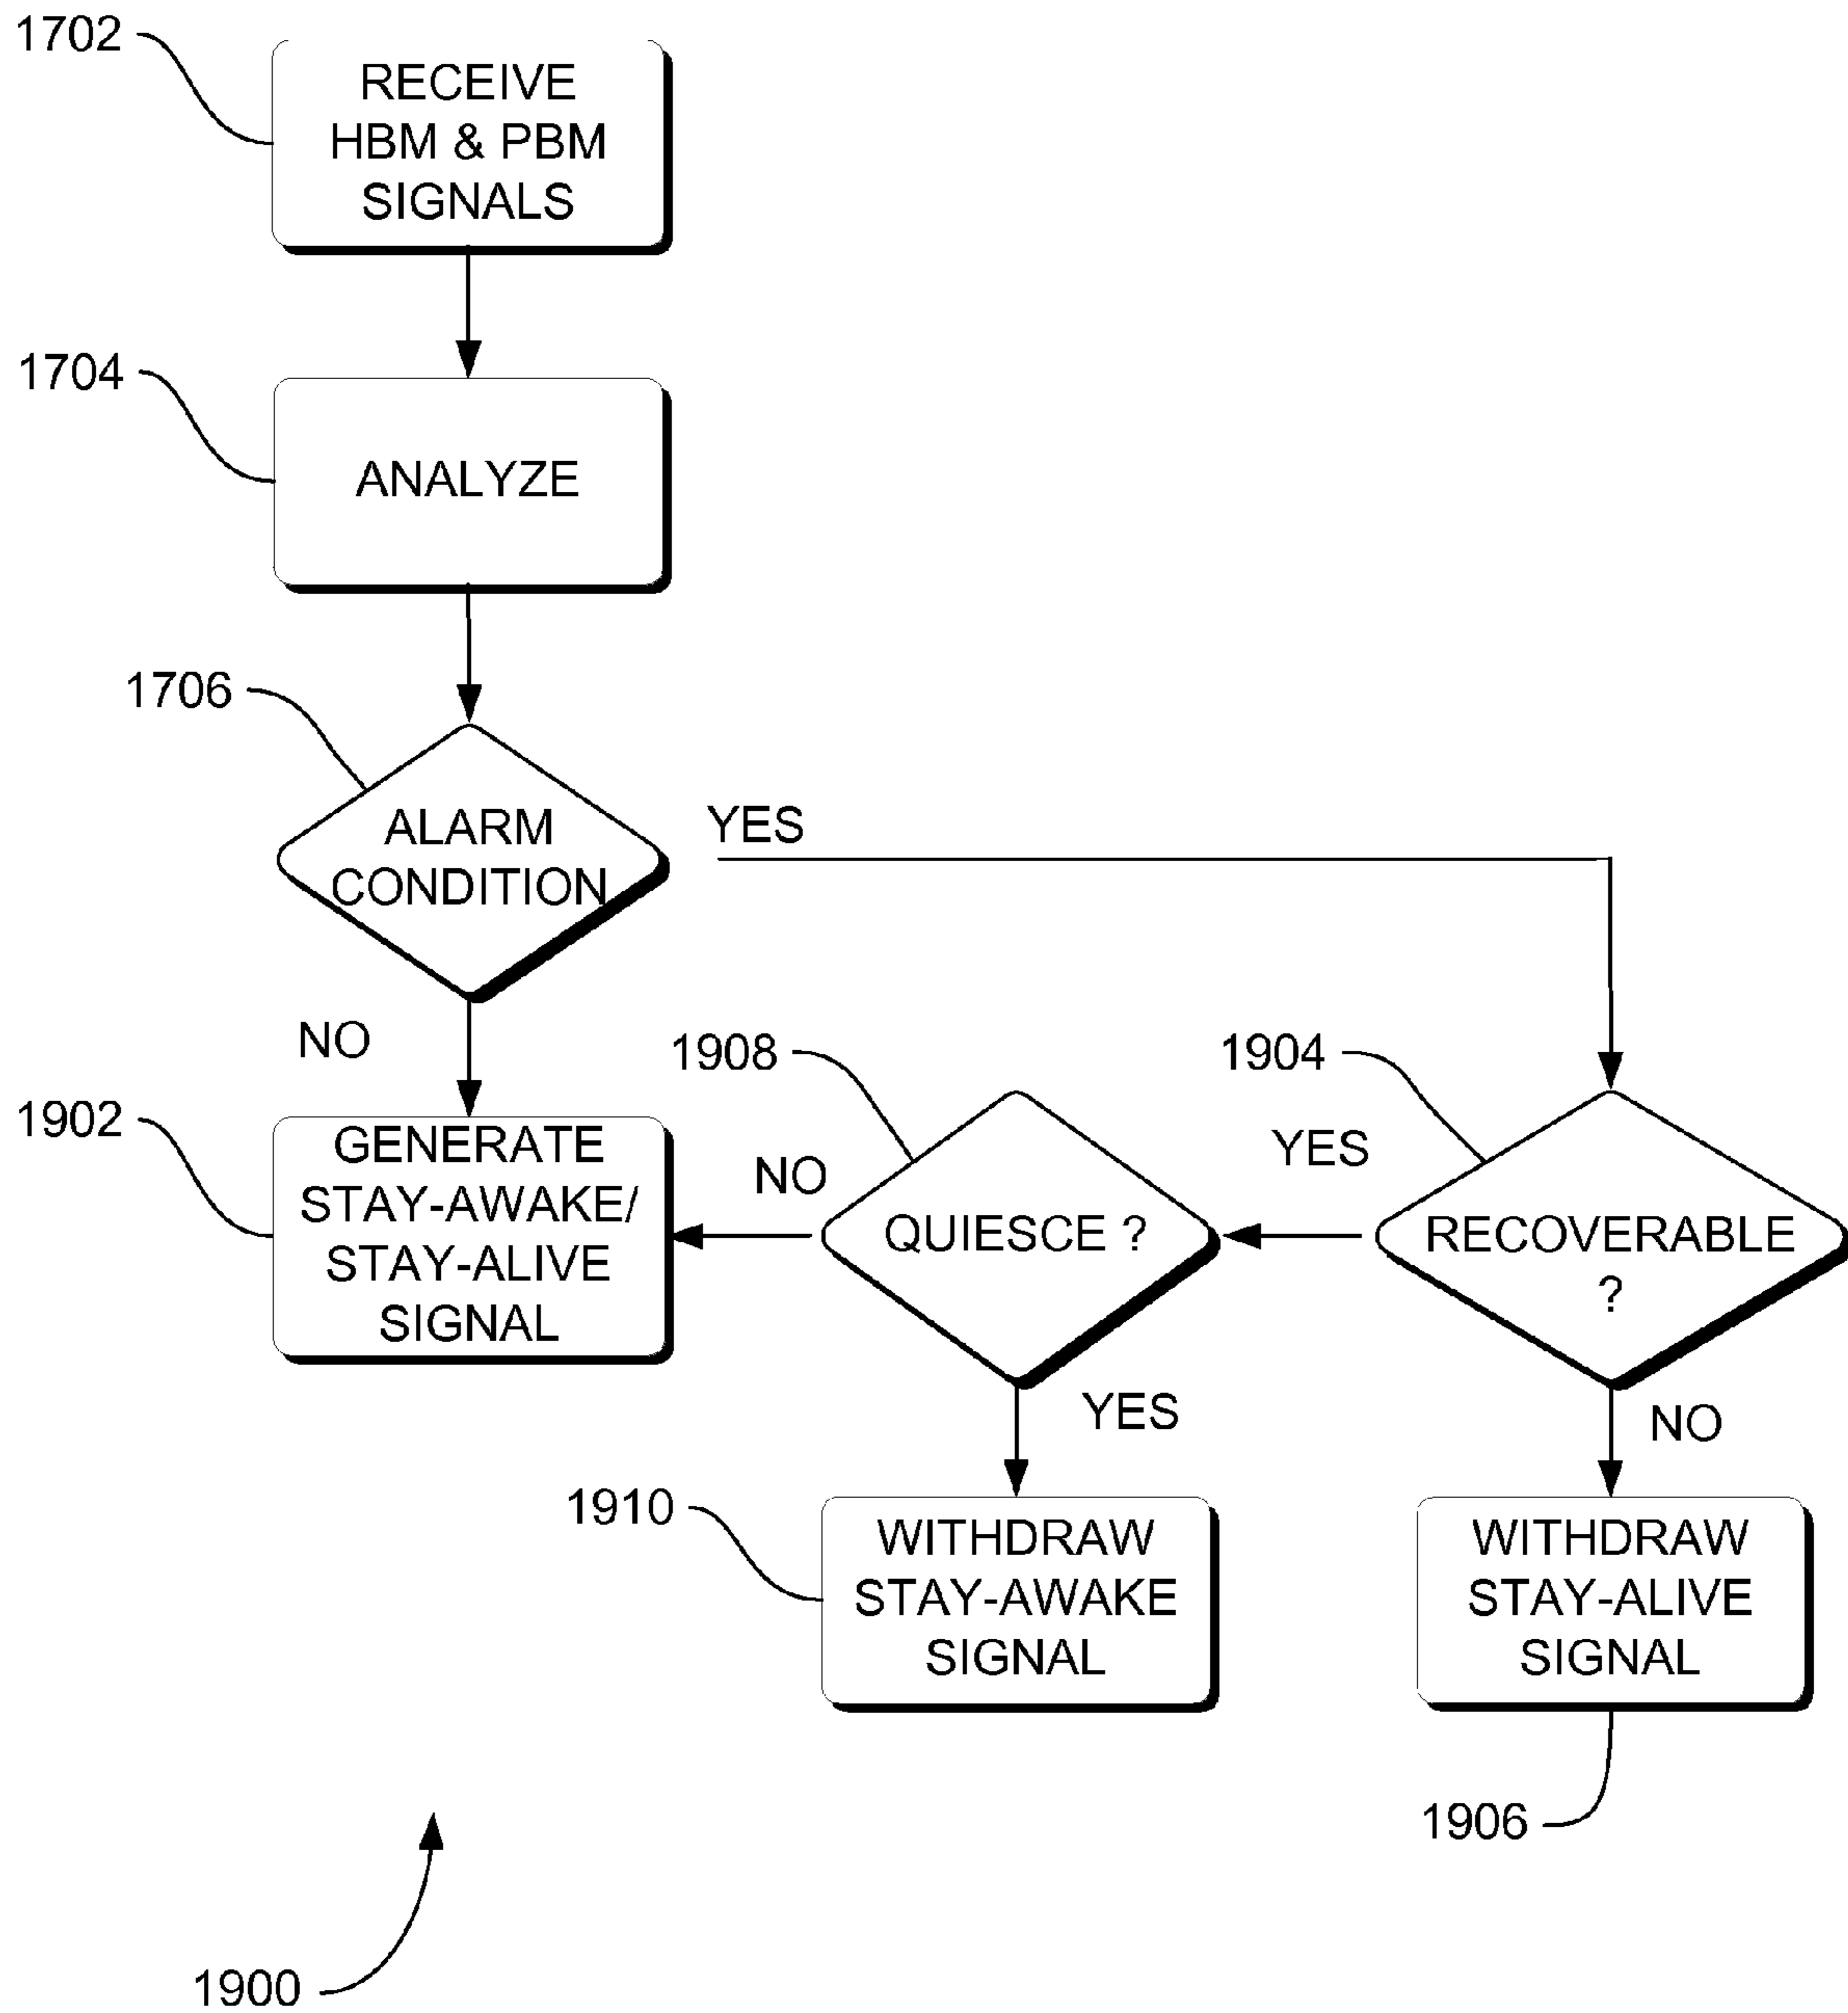 1702
RECEIVE
HBM & PBM
SIGNALS
1704
ANALYZE
1706
ALARM
CONDITION
YES
NO
1908
1904
1902
GENERATE
STAY-AWAKE/
STAY-ALIVE
SIGNAL
NO
QUIESCE ?
YES
RECOVERABLE
?
YES
NO
1910
WITHDRAW
STAY-AWAKE
SIGNAL
WITHDRAW
STAY-ALIVE
SIGNAL
1906
1900